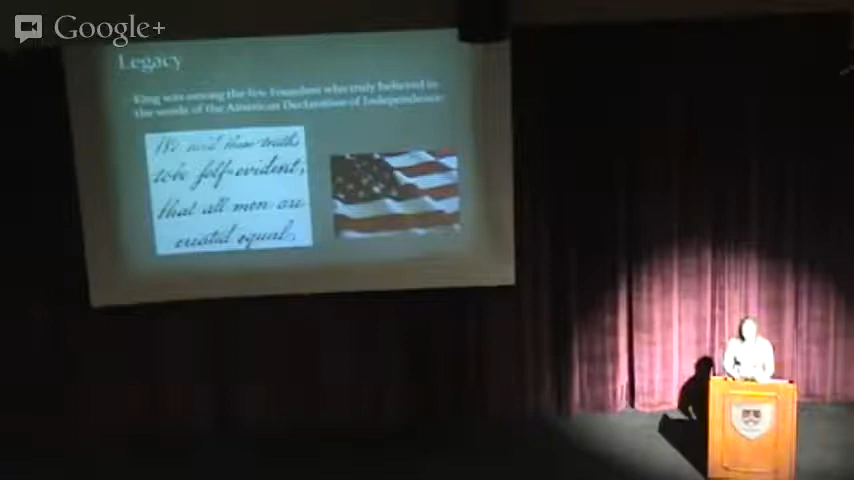 Google+
Legacy
King was among the few Founders who truly believed in
the words of the American Declaration of Independence:
We hold these truths
to be self-evident,
that all men are
created equal,